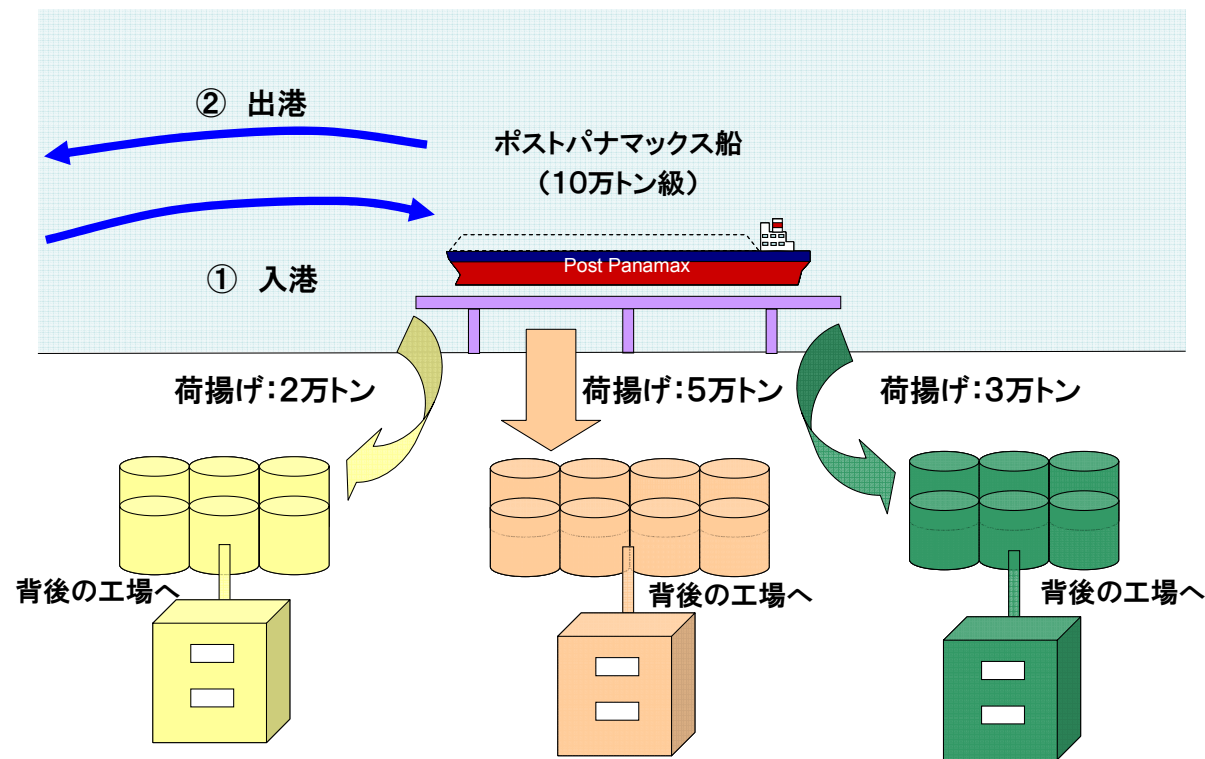 ② 出港
ポストパナマックス船
（10万トン級）
Post Panamax
① 入港
荷揚げ：2万トン
荷揚げ：5万トン
荷揚げ：3万トン
背後の工場へ
背後の工場へ
背後の工場へ